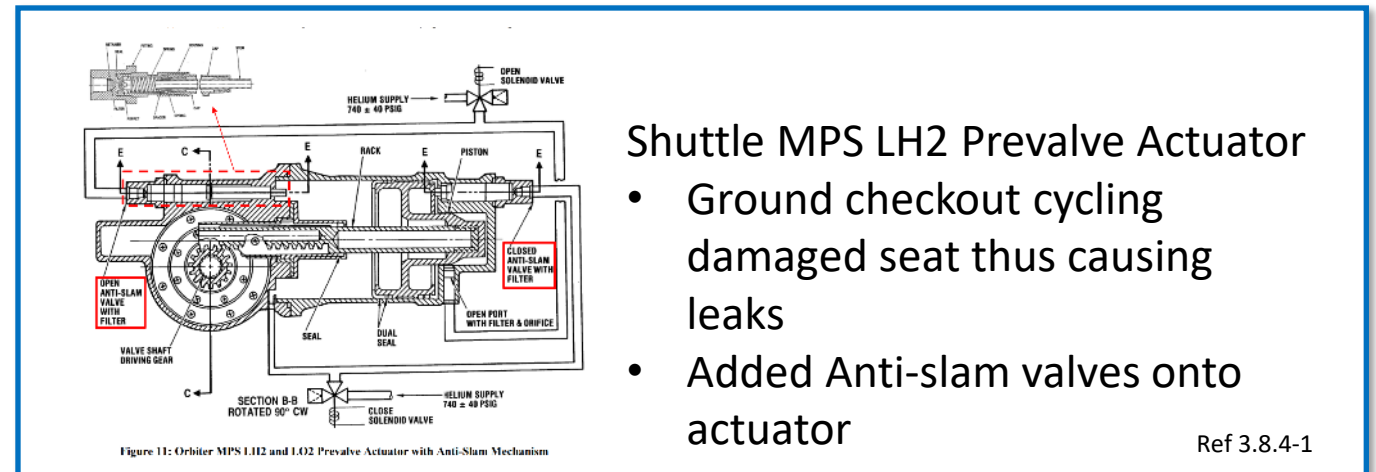 OPEN
SOLENOID VALVE
HELIUM SUPPLY
740 ± 40 PSIG
E
C
E
RACK
E
PISTON
E
OPEN
ANTI-SLAM
VALVE
WITH
FILTER
CLOSED
ANTI-SLAM
VALVE WITH
FILTER
OPEN PORT
WITH FILTER & ORIFICE
SEAL
DUAL
SEAL
VALVE SHAFT
DRIVING GEAR
C
SECTION B-B
ROTATED 90° CW
HELIUM SUPPLY
740 ± 40 PSIG
CLOSE
SOLENOID VALVE
Figure 11: Orbiter MPS LH2 and LO2 Prevalve Actuator with Anti-Slam Mechanism
Shuttle MPS LH2 Prevalve Actuator
• Ground checkout cycling
damaged seat thus causing
leaks
• Added Anti-slam valves onto
actuator
Ref 3.8.4-1